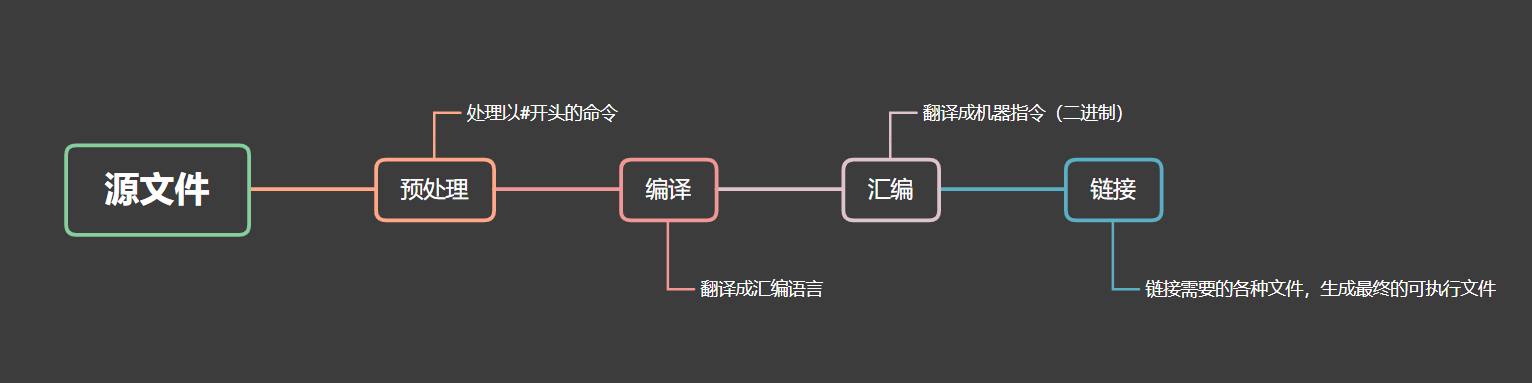 处理以#开头的命令
翻译成机器指令（二进制）
源文件
预处理
编译
汇编
链接
翻译成汇编语言
链接需要的各种文件，生成最终的可执行文件